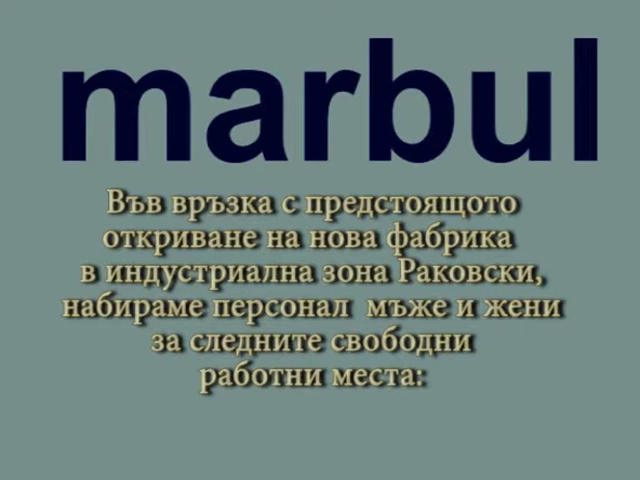 marbul
Във връзка с предстоящото
откриване на нова фабрика
в индустриална зона Раковски,
набираме персонал мъже и жени
за следните свободни
работни места: